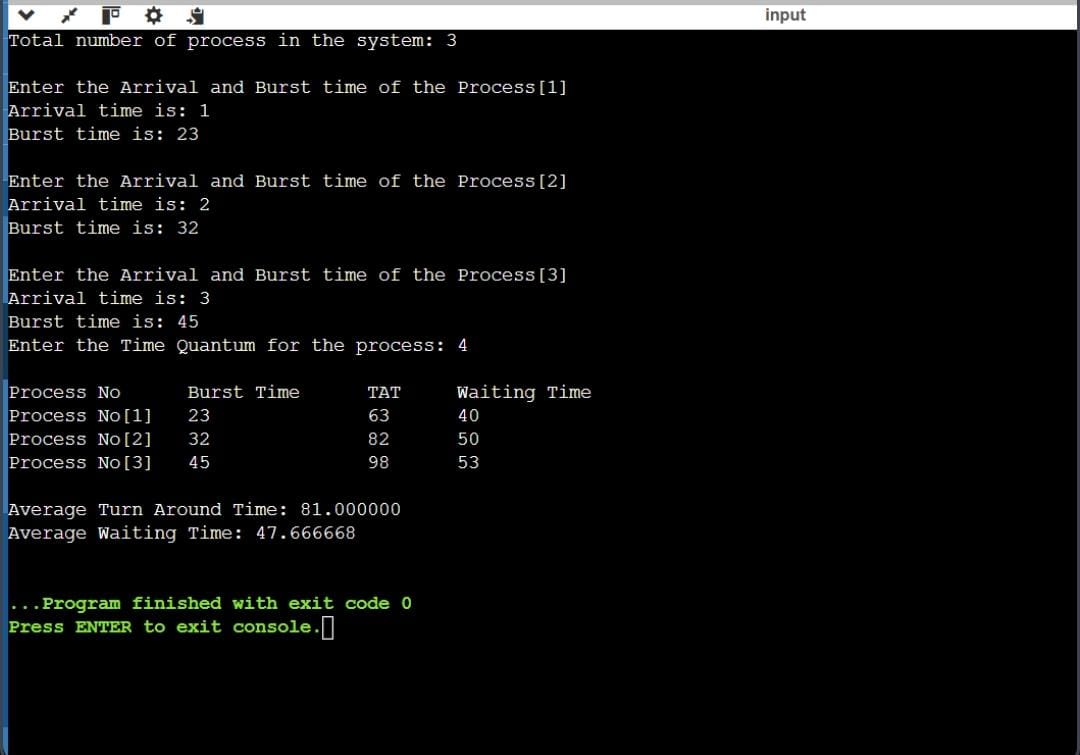 input
Total number of process in the system: 3
Enter the Arrival and Burst time of the Process[1]
Arrival time is: 1
Burst time is: 23
Enter the Arrival and Burst time of the Process[2]
Arrival time is: 2
Burst time is: 32
Enter the Arrival and Burst time of the Process[3]
Arrival time is: 3
Burst time is: 45
Enter the Time Quantum for the process: 4
Process No Burst Time TAT Waiting Time
Process No[1] 23 63 40
Process No[2] 32 82 50
Process No[3] 45 98 53
Average Turn Around Time: 81.000000
Average Waiting Time: 47.666668
...Program finished with exit code 0
Press ENTER to exit console.